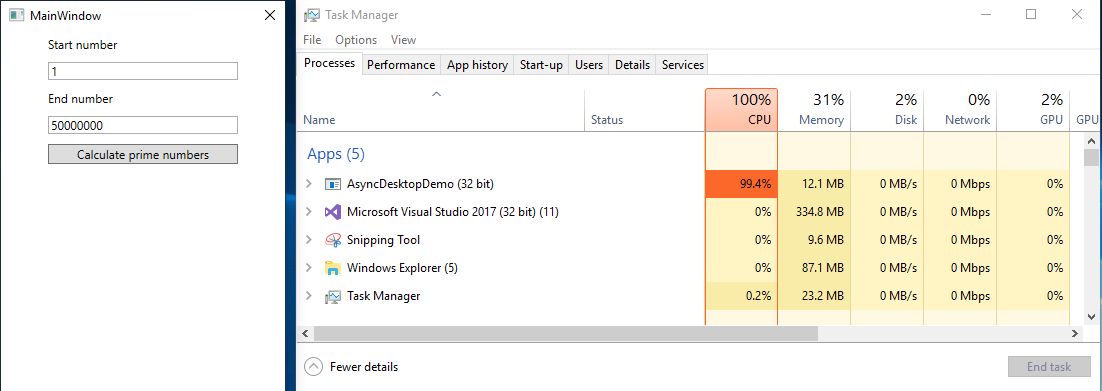 MainWindow
Start number
1
End number
50000000
Calculate prime numbers
Task Manager
File Options View
Processes Performance App history Start-up Users Details Services
100% 31% 2% 0% 2%
Name Status CPU Memory Disk Network GPU GPU
Apps (5)
AsyncDesktopDemo (32 bit) 99.4% 12.1 MB 0 MB/s 0 Mbps 0%
Microsoft Visual Studio 2017 (32 bit) (11) 0% 334.8 MB 0 MB/s 0 Mbps 0%
Snipping Tool 0% 9.6 MB 0 MB/s 0 Mbps 0%
Windows Explorer (5) 0% 87.1 MB 0 MB/s 0 Mbps 0%
Task Manager 0.2% 23.2 MB 0 MB/s 0 Mbps 0%
Fewer details End task